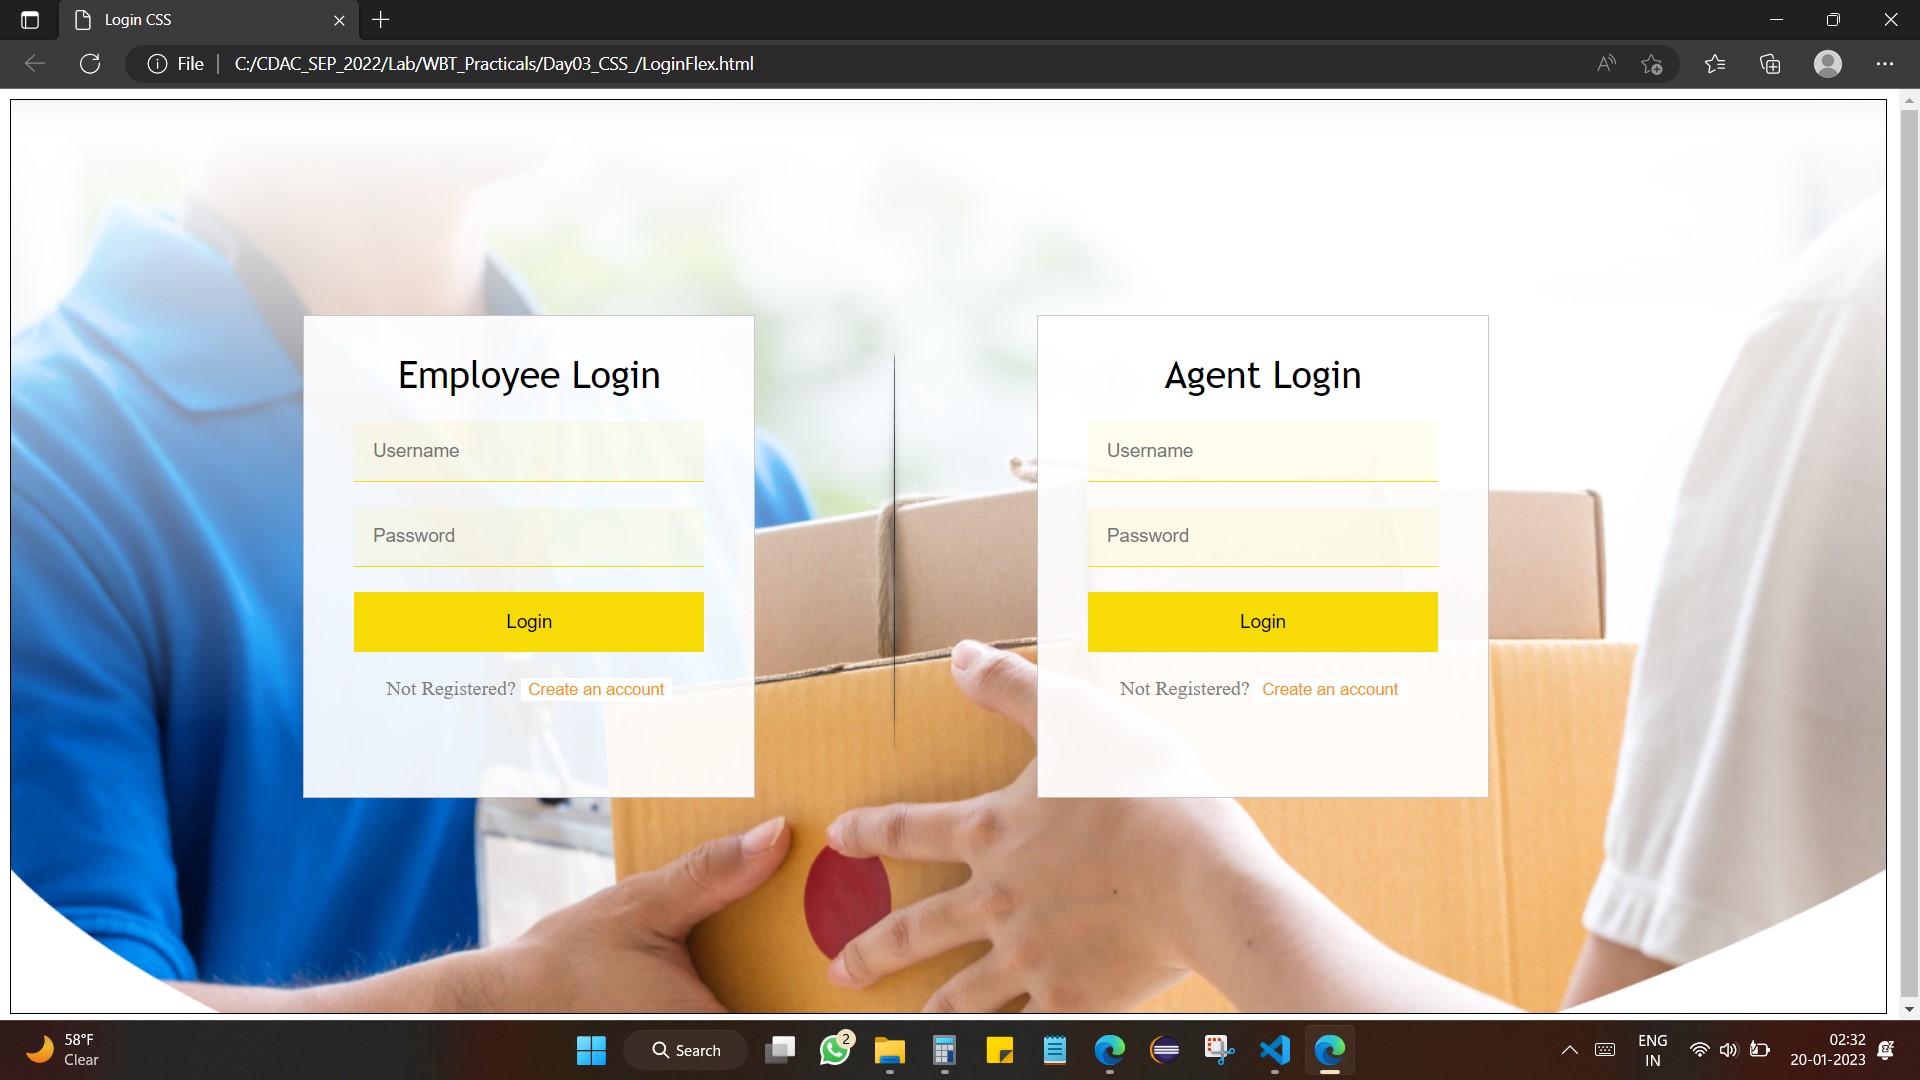 Login CSS
File
C:/CDAC_SEP_2022/Lab/WBT_Practicals/Day03_CSS_/LoginFlex.html
Employee Login
Username
Password
Login
Not Registered? Create an account
Agent Login
Username
Password
Login
Not Registered? Create an account
58°F
Clear
Search
2
ENG
IN
02:32
20-01-2023